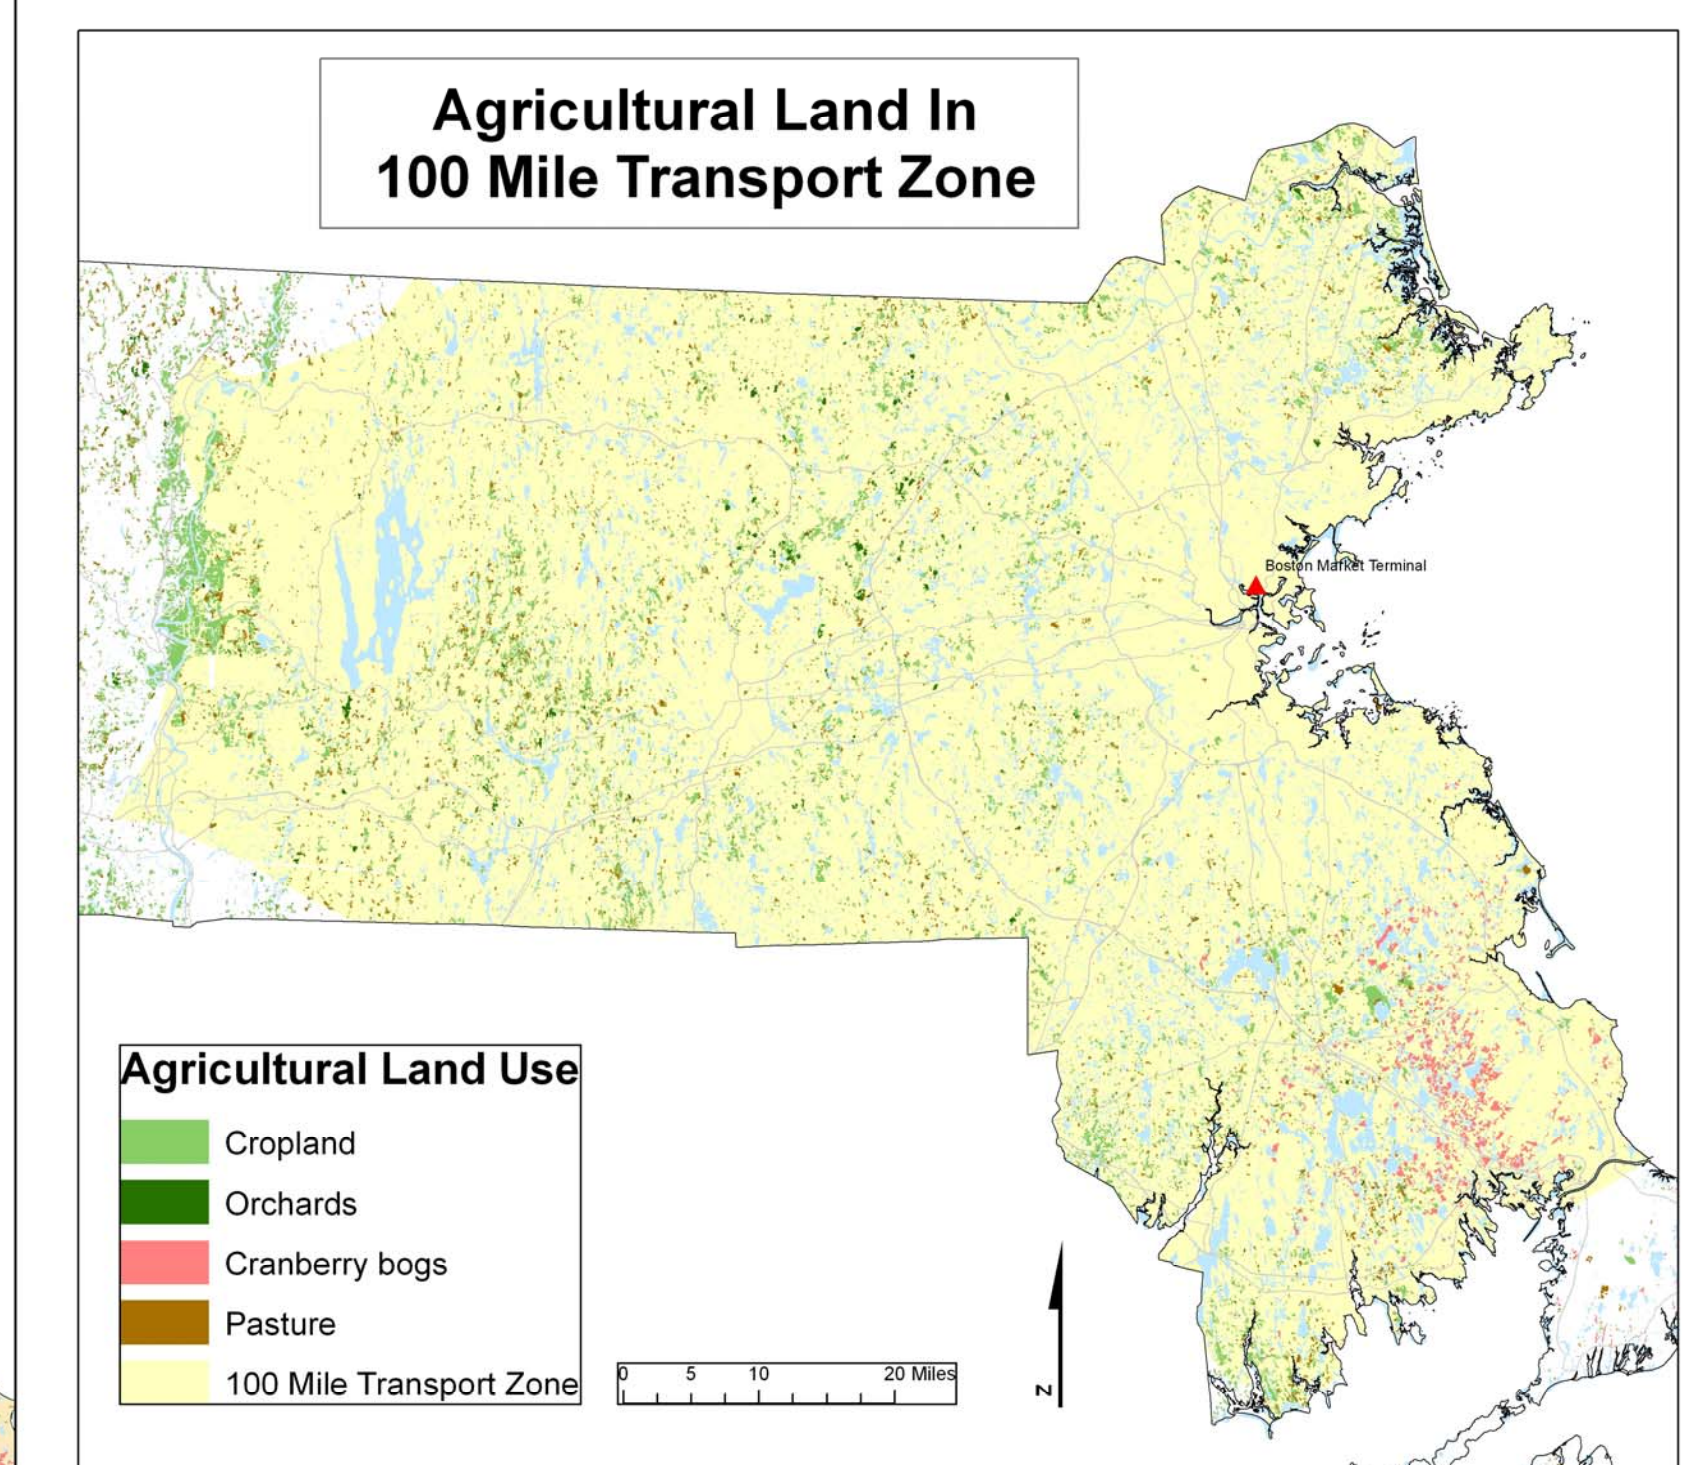 Agricultural Land In
100 Mile Transport Zone
Boston Market Terminal
Agricultural Land Use
Cropland
Orchards
Cranberry bogs
Pasture
100 Mile Transport Zone
0 5 10 20 Miles
N